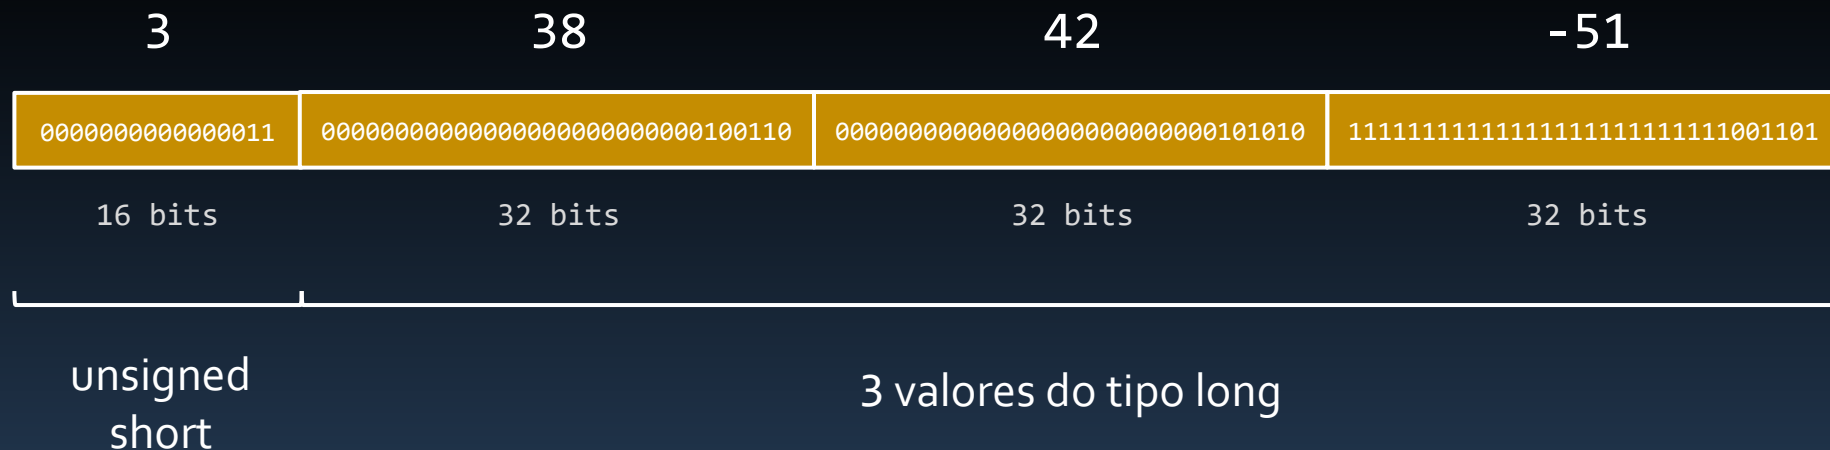 3 38 42 -51
0000000000000011 00000000000000000000000000100110 00000000000000000000000000101010 11111111111111111111111111001101
16 bits 32 bits 32 bits 32 bits
unsigned
short
3 valores do tipo long